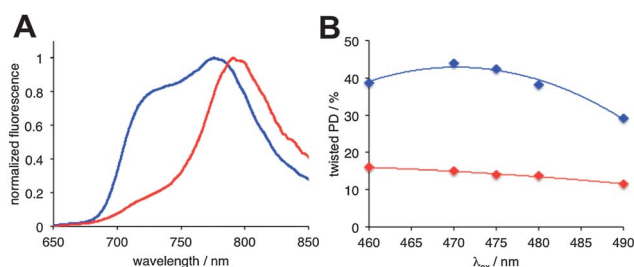 A
normalized fluorescence
1
0.8
0.6
0.4
0.2
0
650 700 750 800 850
wavelength / nm
B
twisted PD / %
50
40
30
20
10
0
460 465 470 475 480 485 490
λex / nm